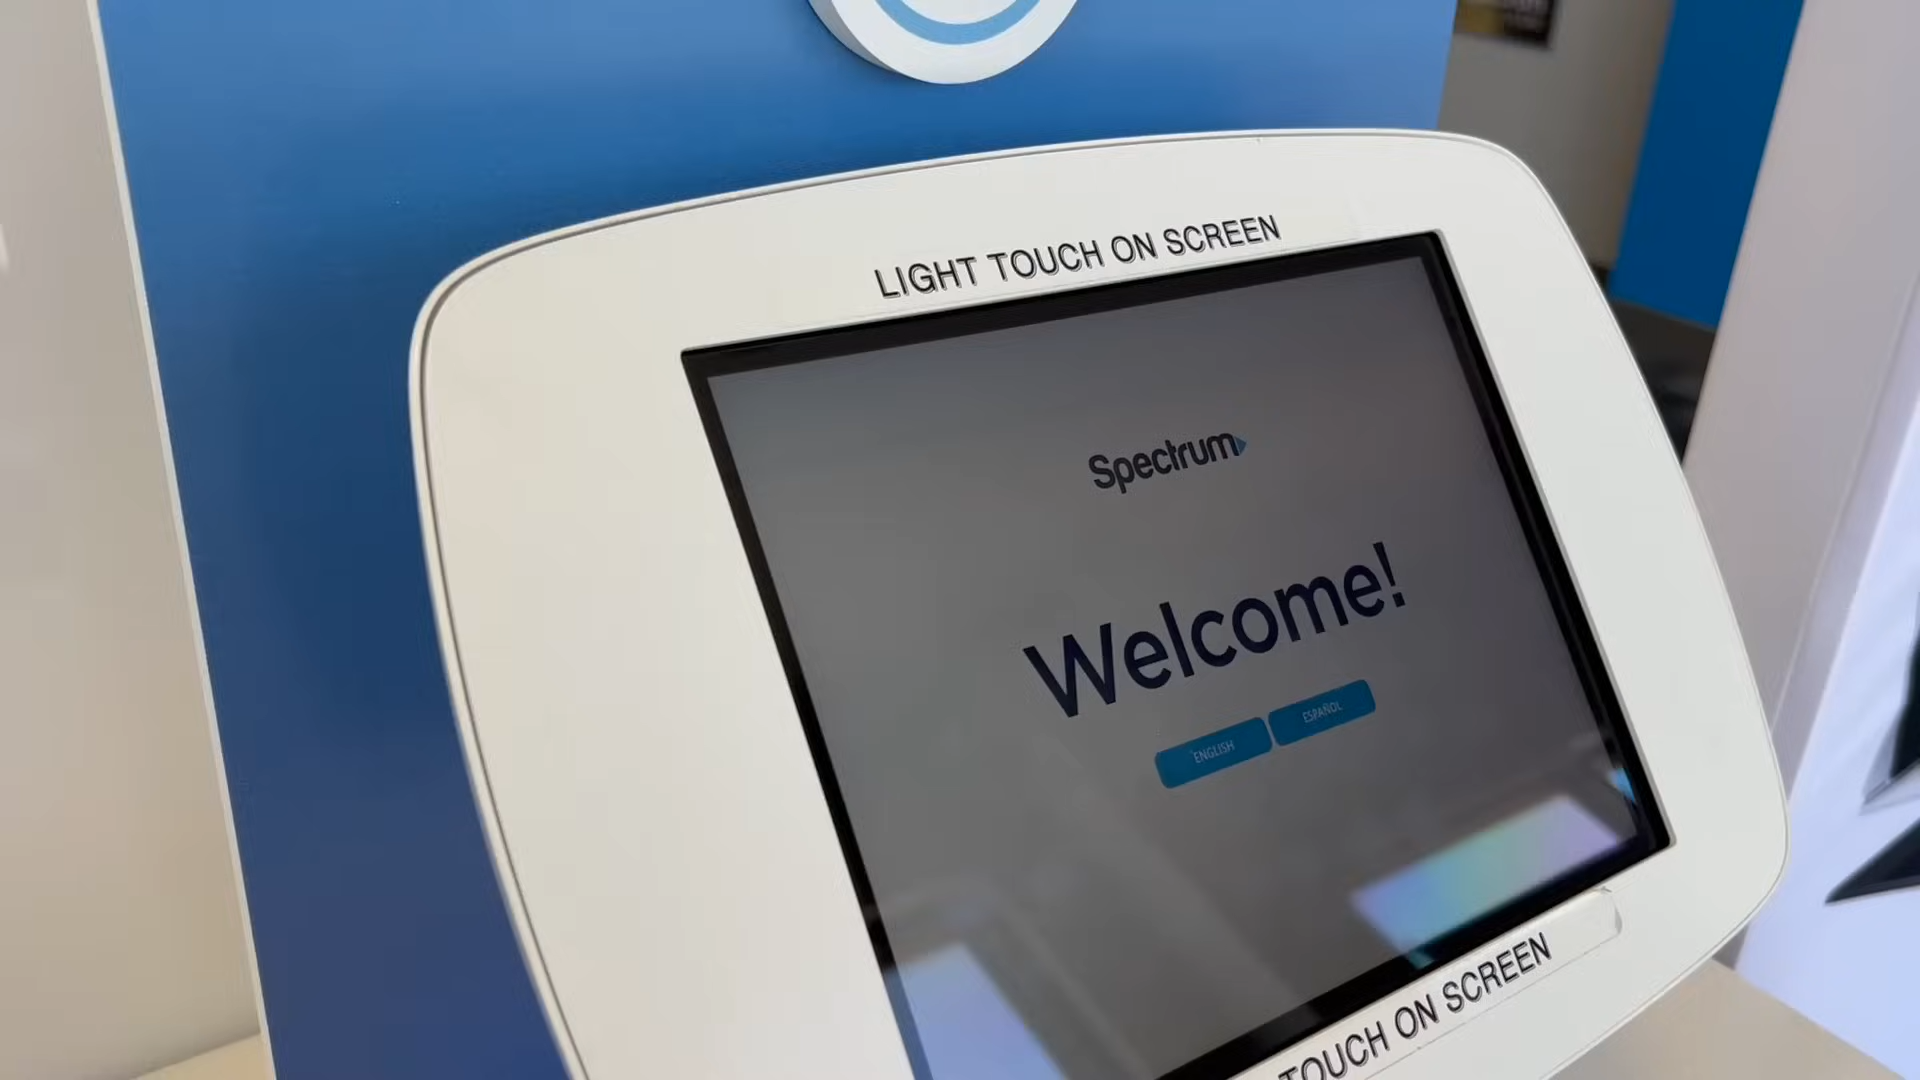 LIGHT TOUCH ON SCREEN
Spectrum
Welcome!
ENGLISH
ESPAÑOL
TOUCH ON SCREEN